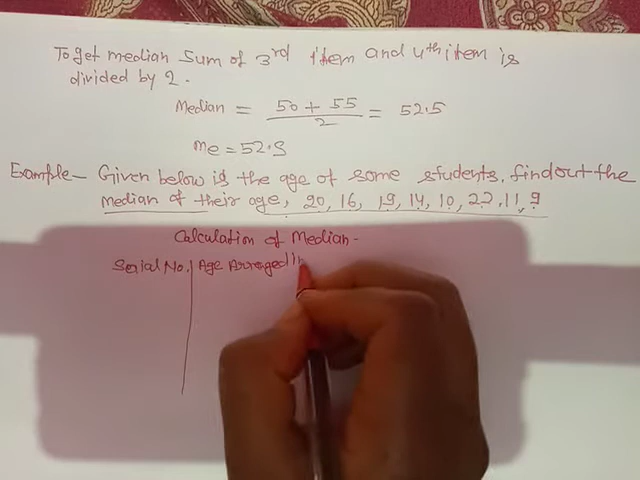 To get median sum of 3rd item and 4th item is
divided by 2.
Median = 50 + 55 / 2 = 52.5
Me = 52.5
Example - Given below is the age of some students. find out the
Median of their age, 20, 16, 19, 14, 10, 22, 11, 9
Calculation of Median -
Serial No. | Age Arranged in